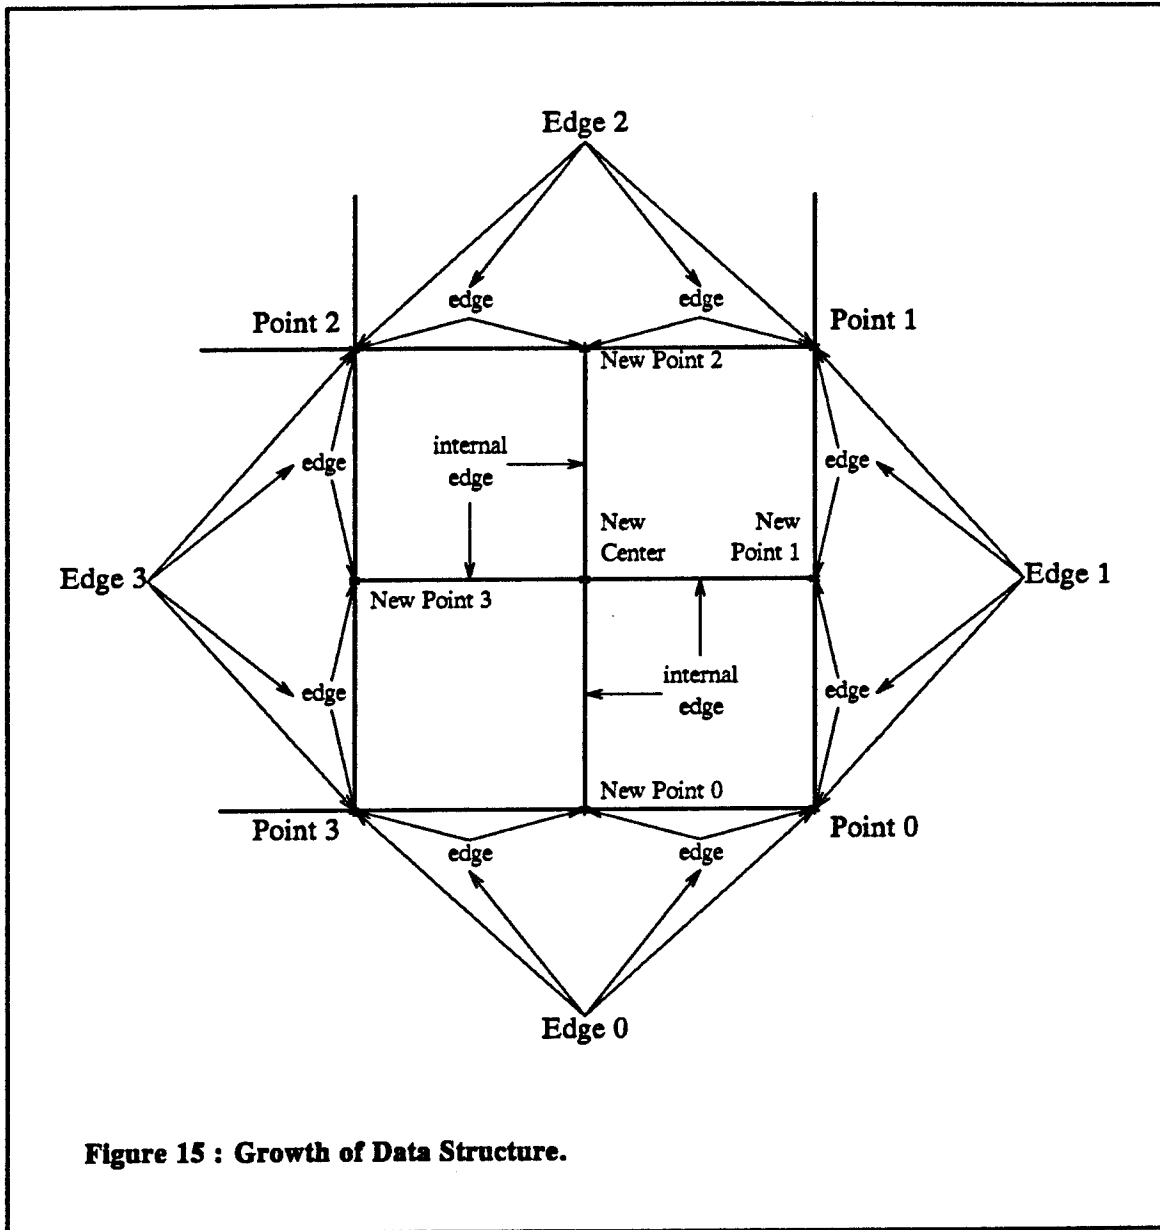 Edge 2
edge
edge
Point 2
Point 1
New Point 2
internal
edge
edge
edge
New
Center
New
Point 1
Edge 3
Edge 1
New Point 3
internal
edge
edge
edge
New Point 0
Point 3
Point 0
edge
edge
Edge 0
Figure 15 : Growth of Data Structure.